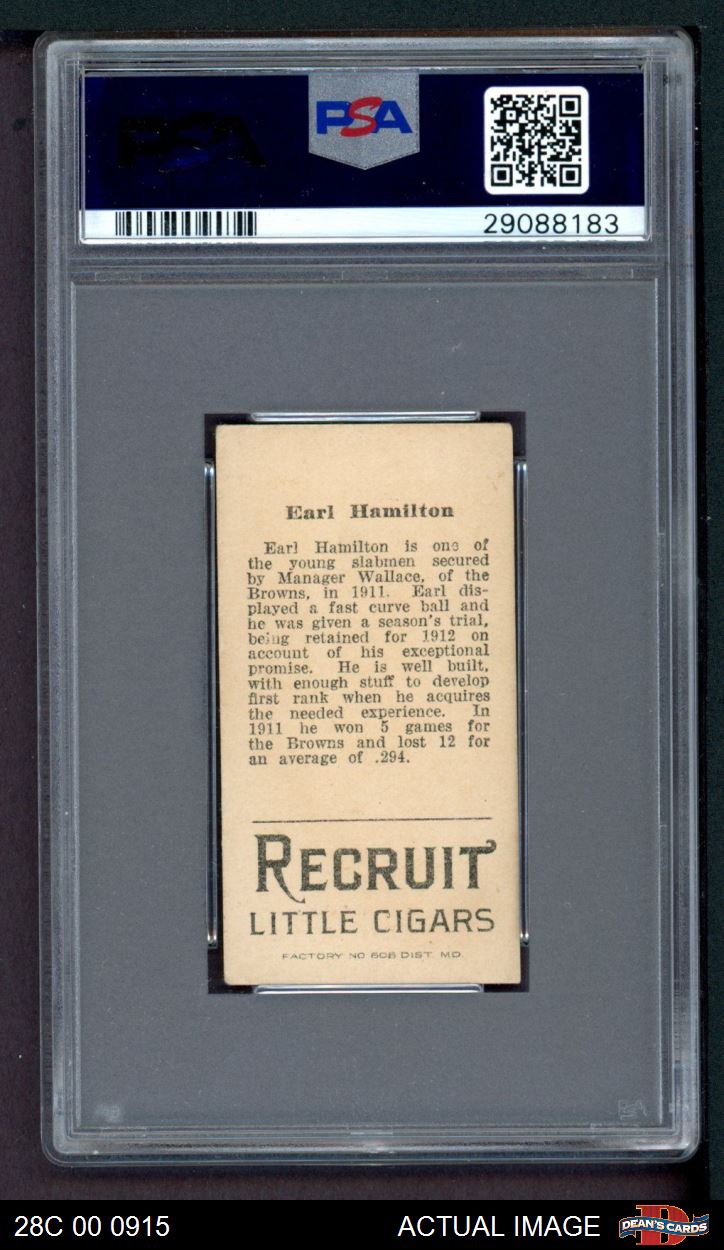 PSA
PSA
29088183
Earl Hamilton
Earl Hamilton is one of
the young slabmen secured
by Manager Wallace, of the
Browns, in 1911. Earl dis-
played a fast curve ball and
he was given a season's trial,
being retained for 1912 on
account of his exceptional
promise. He is well built,
with enough stuff to develop
first rank when he acquires
the needed experience. In
1911 he won 5 games for
the Browns and lost 12 for
an average of .294.
RECRUIT
LITTLE CIGARS
FACTORY NO 606 DIST. MD.
PSA
28C 00 0915
ACTUAL IMAGE
DEAN'S CARDS